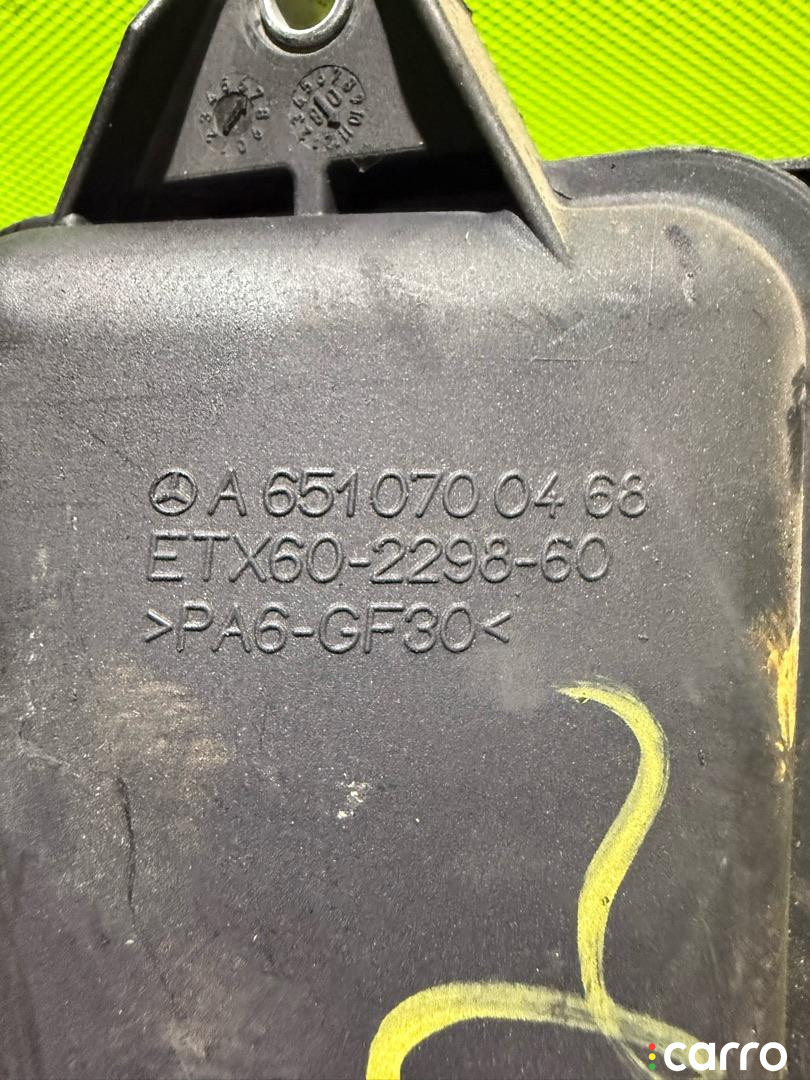 A 651 070 04 68
ETX60-2298-60
>PA6-GF30<
carro